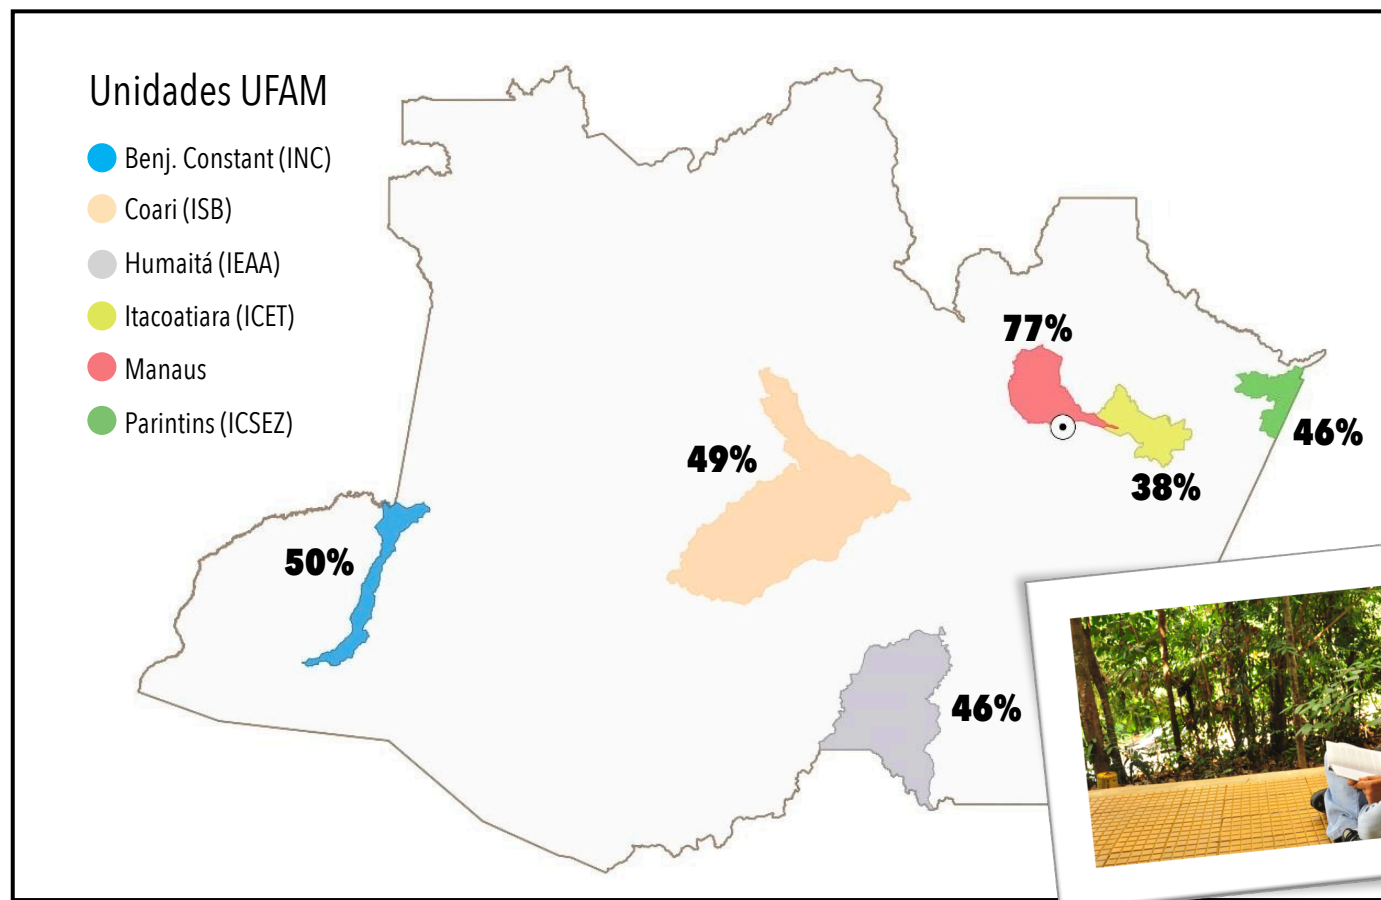 Unidades UFAM
Benj. Constant (INC)
Coari (ISB)
Humaitá (IEAA)
Itacoatiara (ICET)
Manaus
Parintins (ICSEZ)
77%
46%
49%
38%
50%
46%